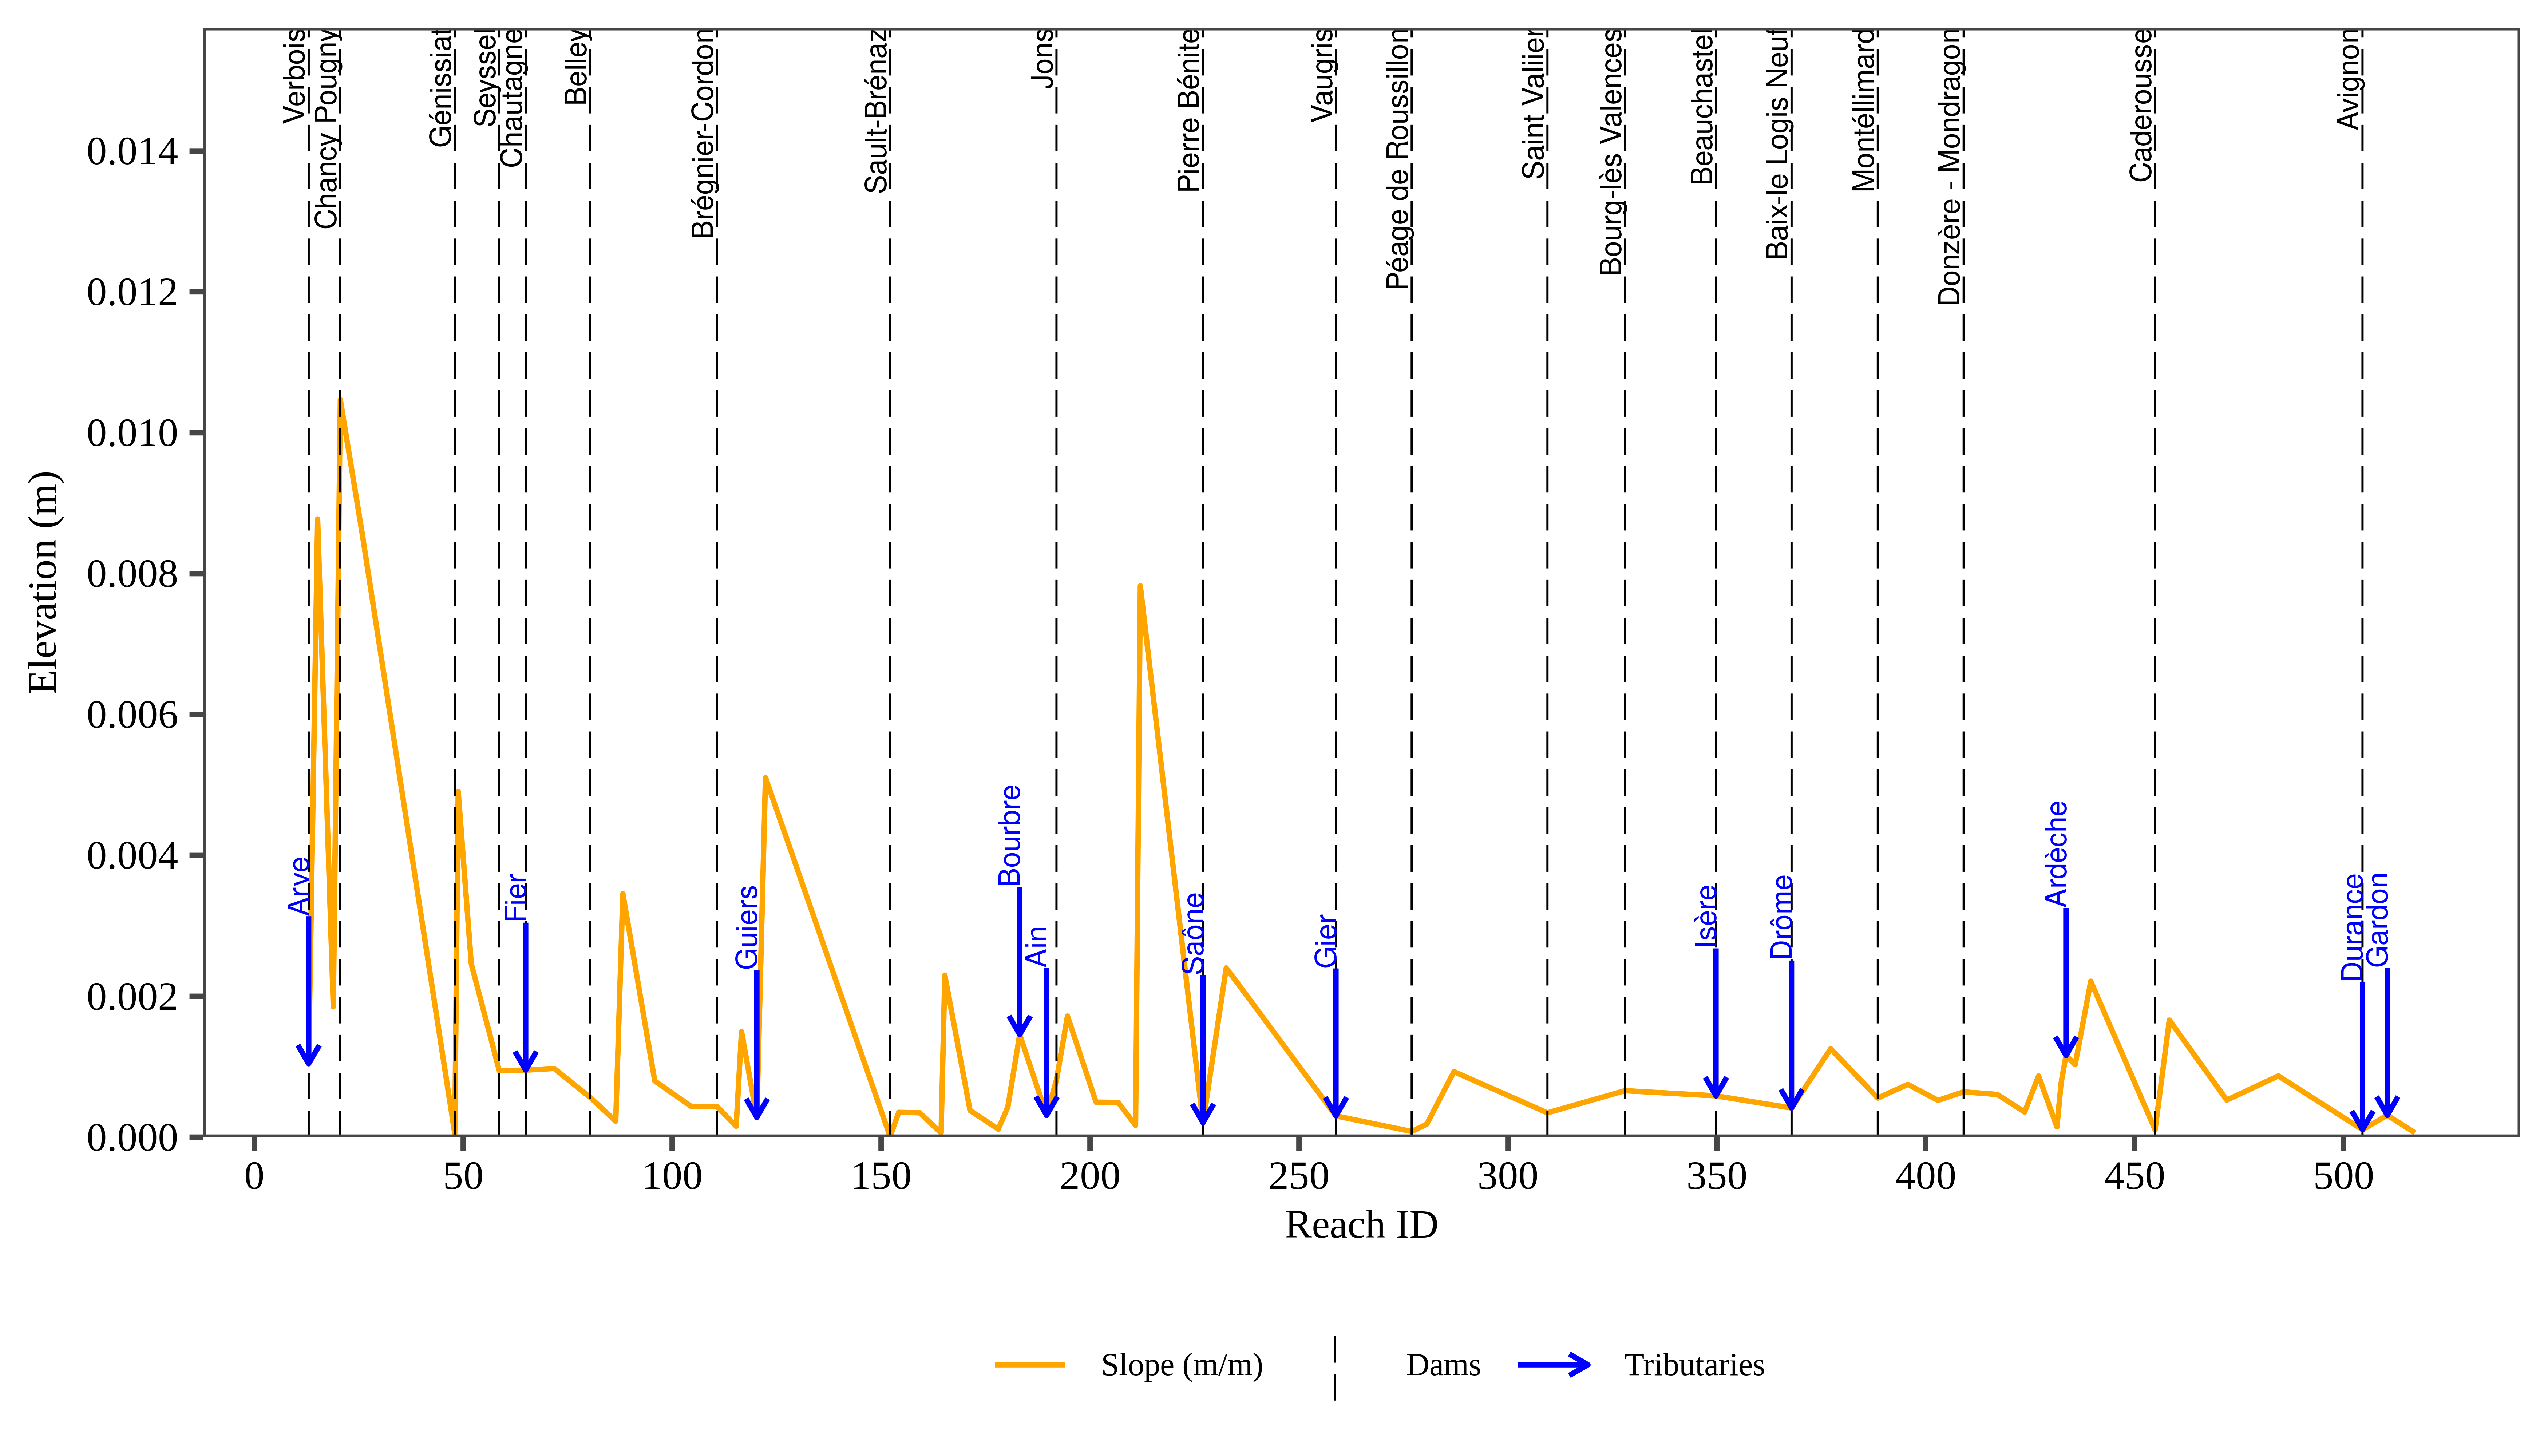 Verbois
Chancy Pougny
Génissiat
Seyssel
Chautagne
Belley
Brégnier-Cordon
Sault-Brénaz
Jons
Pierre Bénite
Vaugris
Péage de Roussillon
Saint Valiier
Bourg-lès Valences
Beauchastel
Baix-le Logis Neuf
Montéllimard
Donzère - Mondragon
Caderousse
Avignon
0.014
0.012
0.010
0.008
0.006
0.004
0.002
0.000
Elevation (m)
Arve
Fier
Guiers
Bourbre
Ain
Saône
Gier
Isère
Drôme
Ardèche
Durance
Gardon
0 50 100 150 200 250 300 350 400 450 500
Reach ID
Slope (m/m) Dams Tributaries